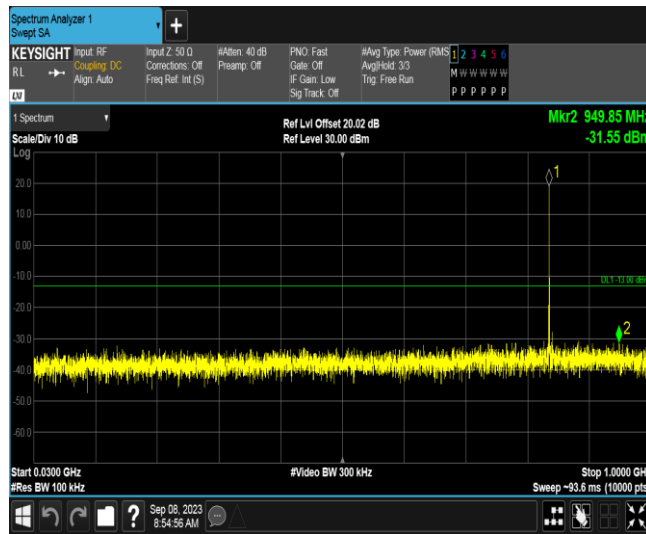 Spectrum Analyzer 1
Swept SA
+
KEYSIGHT
RL
LXI
Input: RF
Coupling: DC
Align: Auto
Input Z: 50 Ω
Corrections: Off
Freq Ref: Int (S)
#Atten: 40 dB
Preamp: Off
PNO: Fast
Gate: Off
IF Gain: Low
Sig Track: Off
#Avg Type: Power (RMS
Avg|Hold: 3/3
Trig: Free Run
1 2 3 4 5 6
M W W W W W
P P P P P P
1 Spectrum
Scale/Div 10 dB
Log
Ref Lvl Offset 20.02 dB
Ref Level 30.00 dBm
Mkr2 949.85 MHz
-31.55 dBm
20.0
10.0
0.00
-10.0
-20.0
-30.0
-40.0
-50.0
-60.0
1
DL1 -13.00 dBm
2
Start 0.0300 GHz
#Res BW 100 kHz
#Video BW 300 kHz
Stop 1.0000 GHz
Sweep ~93.6 ms (10000 pts
?
Sep 08, 2023
8:54:56 AM